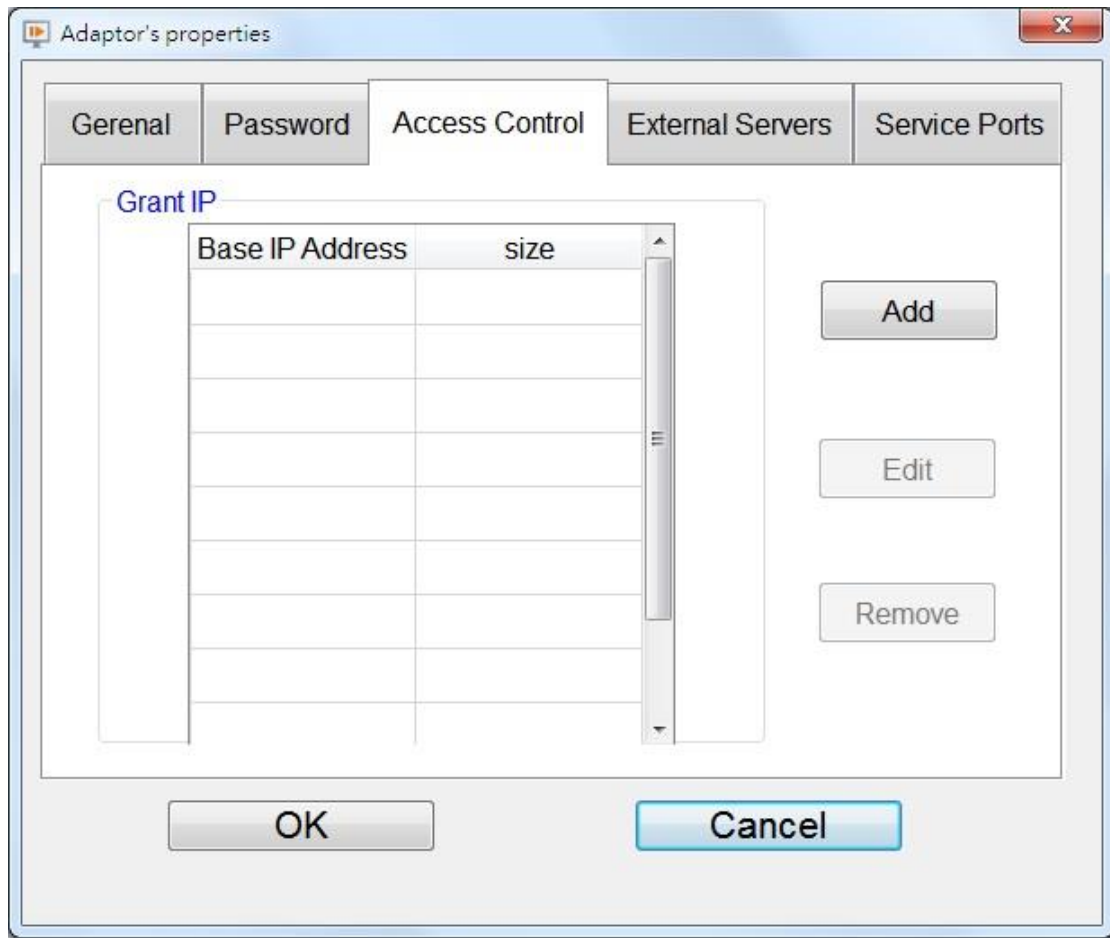 Adaptor's properties
Gerenal Password Access Control External Servers Service Ports
Grant IP
Base IP Address size
Add
Edit
Remove
OK Cancel